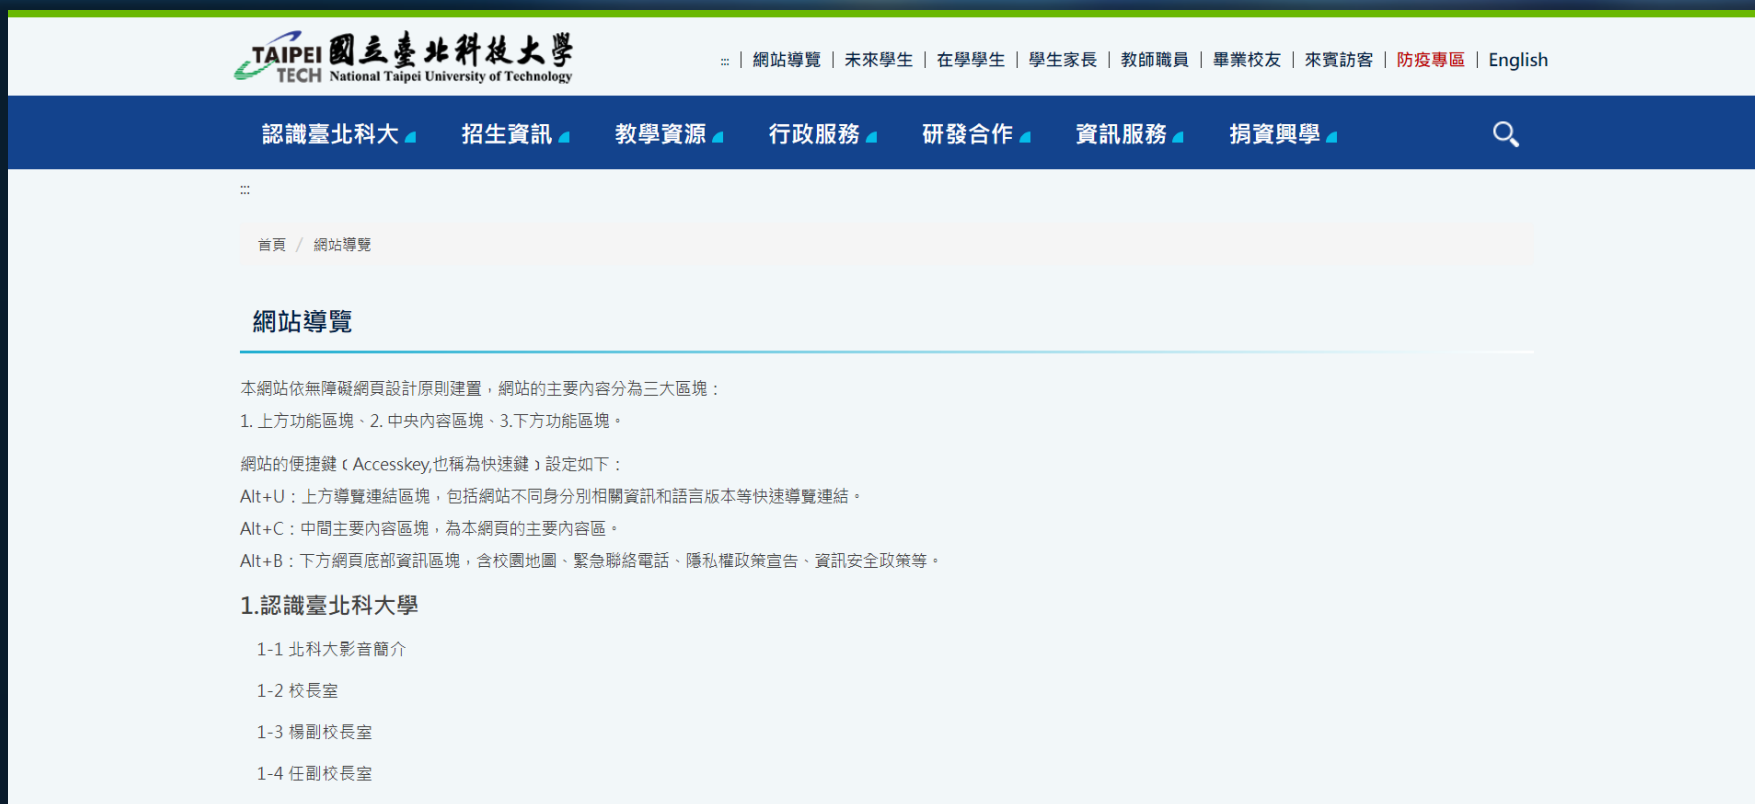 TAIPEI TECH 國立臺北科技大學
National Taipei University of Technology
::: | 網站導覽 | 未來學生 | 在學學生 | 學生家長 | 教師職員 | 畢業校友 | 來賓訪客 | 防疫專區 | English
認識臺北科大 招生資訊 教學資源 行政服務 研發合作 資訊服務 捐資興學
:::
首頁 / 網站導覽
網站導覽
本網站依無障礙網頁設計原則建置，網站的主要內容分為三大區塊：
1. 上方功能區塊、2. 中央內容區塊、3.下方功能區塊。
網站的便捷鍵﹝Accesskey,也稱為快速鍵﹞設定如下：
Alt+U：上方導覽連結區塊，包括網站不同身分別相關資訊和語言版本等快速導覽連結。
Alt+C：中間主要內容區塊，為本網頁的主要內容區。
Alt+B：下方網頁底部資訊區塊，含校園地圖、緊急聯絡電話、隱私權政策宣告、資訊安全政策等。
1.認識臺北科大學
1-1 北科大影音簡介
1-2 校長室
1-3 楊副校長室
1-4 任副校長室